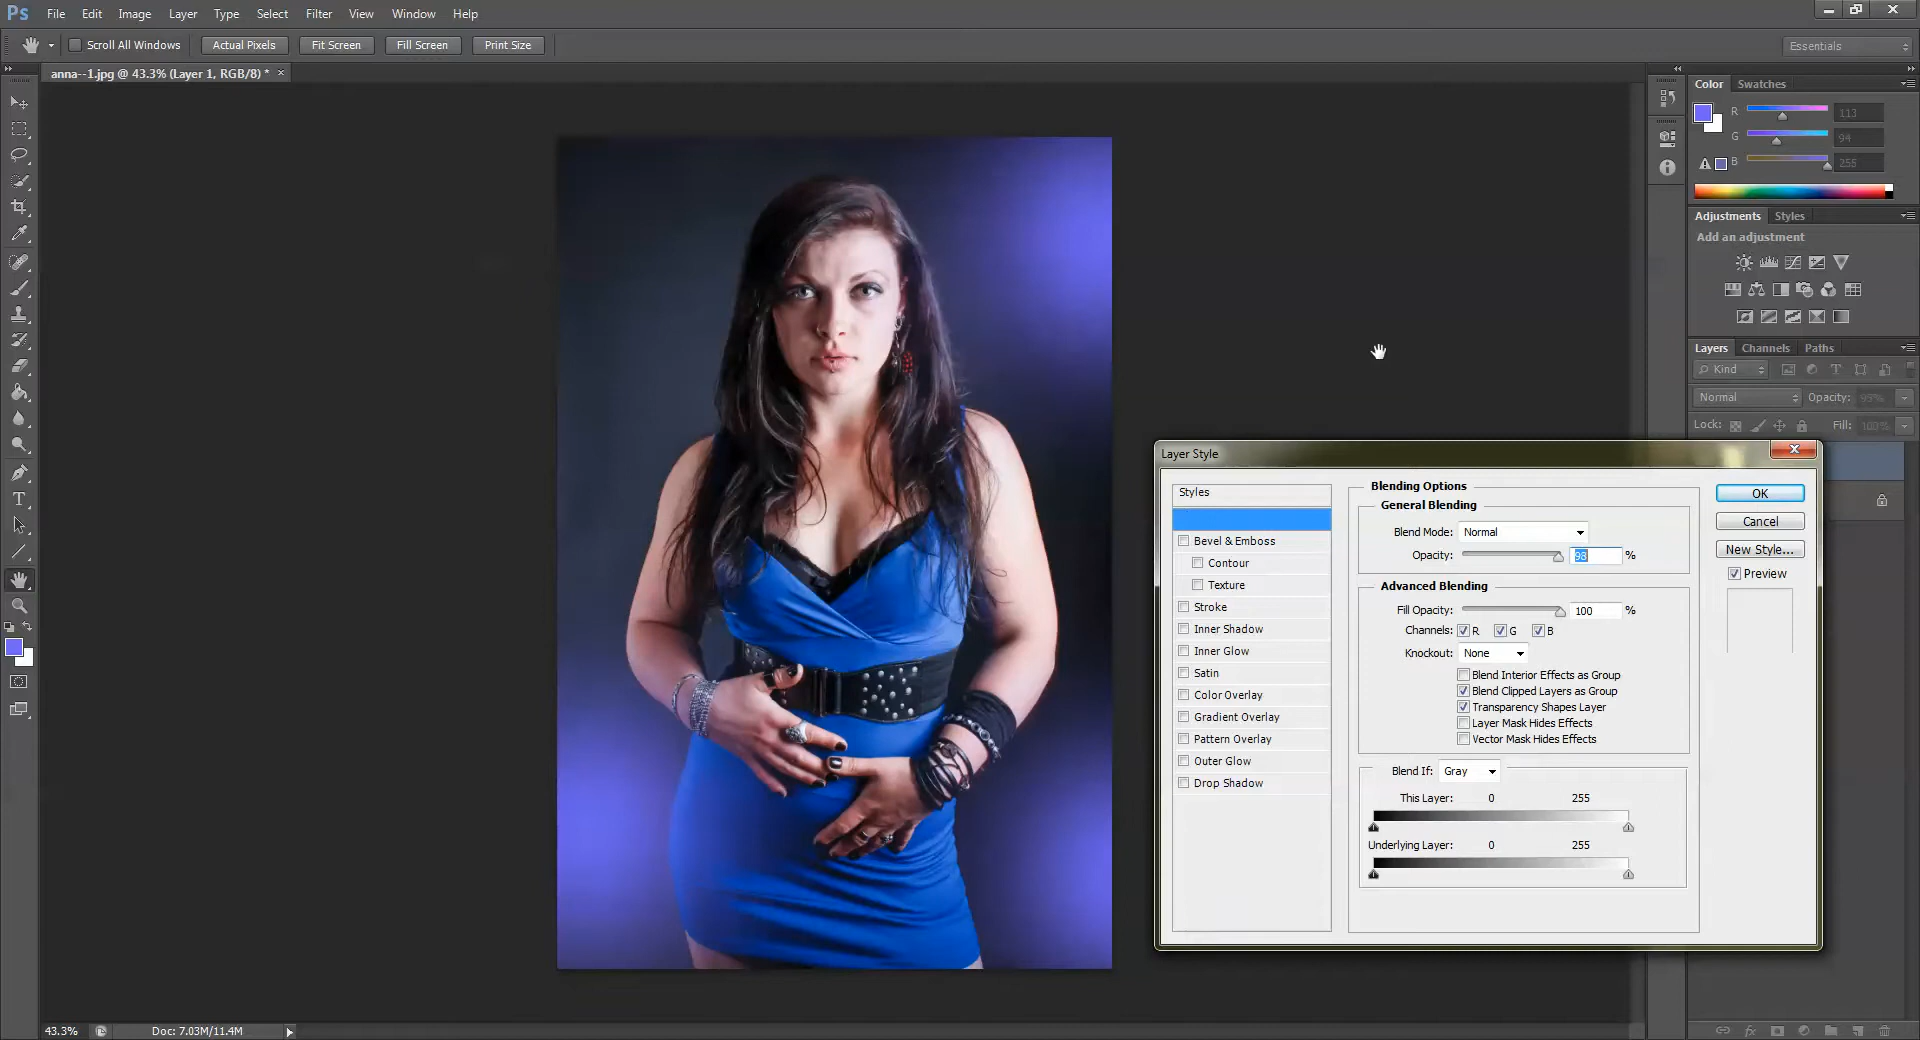 Ps File Edit Image Layer Type Select Filter View Window Help
Scroll All Windows Actual Pixels Fit Screen Fill Screen Print Size Essentials
anna--1.jpg @ 43.3% (Layer 1, RGB/8) * ×
Color Swatches
R 113
G 94
B 255
Adjustments Styles
Add an adjustment
Layers Channels Paths
Kind
Normal Opacity: 95%
Lock: Fill: 100%
Layer Style
Styles
Bevel & Emboss
Contour
Texture
Stroke
Inner Shadow
Inner Glow
Satin
Color Overlay
Gradient Overlay
Pattern Overlay
Outer Glow
Drop Shadow
Blending Options
General Blending
Blend Mode: Normal
Opacity: 98 %
Advanced Blending
Fill Opacity: 100 %
Channels: R G B
Knockout: None
Blend Interior Effects as Group
Blend Clipped Layers as Group
Transparency Shapes Layer
Layer Mask Hides Effects
Vector Mask Hides Effects
Blend If: Gray
This Layer: 0 255
Underlying Layer: 0 255
OK
Cancel
New Style...
Preview
43.3% Doc: 7.03M/11.4M